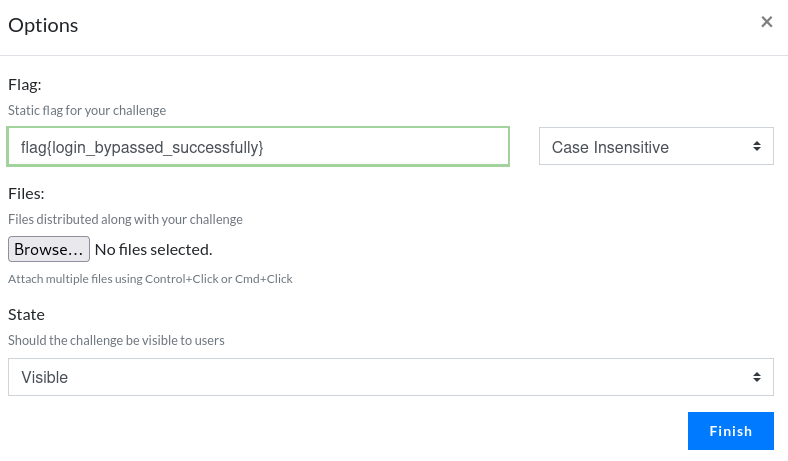 Options
×
Flag:
Static flag for your challenge
flag{login_bypassed_successfully} Case Insensitive
Files:
Files distributed along with your challenge
Browse... No files selected.
Attach multiple files using Control+Click or Cmd+Click
State
Should the challenge be visible to users
Visible
Finish